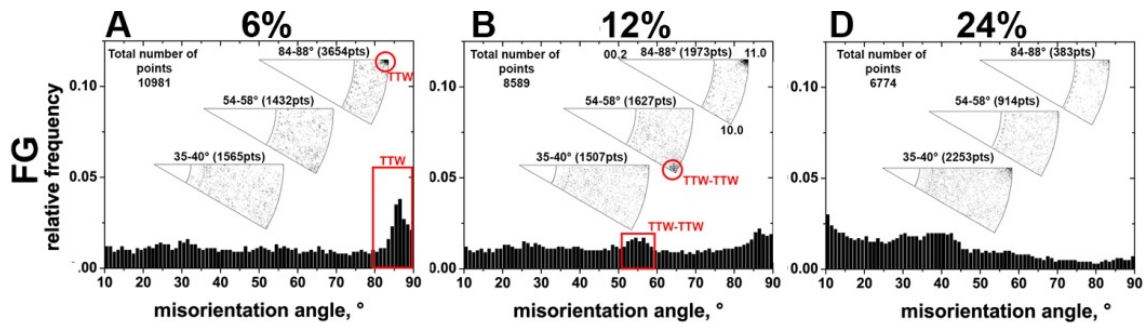 A 6%
Total number of
points
10981
84-88° (3654pts)
TTW
54-58° (1432pts)
35-40° (1565pts)
TTW
FG
relative frequency
0.10
0.05
.00
10 20 30 40 50 60 70 80 90
misorientation angle, °
B 12%
Total number of
points
8589
00.2
84-88° (1973pts)
11.0
54-58° (1627pts)
10.0
35-40° (1507pts)
TTW-TTW
TTW-TTW
0.10
0.05
0.00
10 20 30 40 50 60 70 80 90
misorientation angle, °
D 24%
Total number of
points
6774
84-88° (383pts)
54-58° (914pts)
35-40° (2253pts)
0.10
0.05
0.00
10 20 30 40 50 60 70 80 90
misorientation angle, °